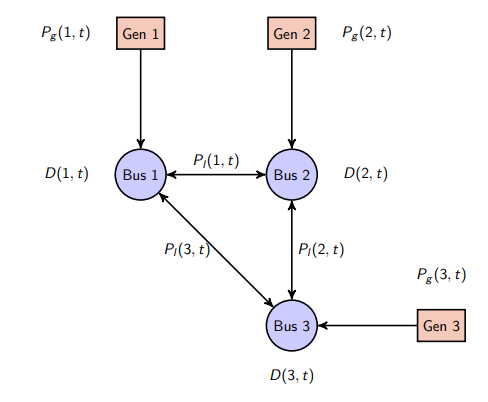 P_g(1, t)
Gen 1
Gen 2
P_g(2, t)
D(1, t)
Bus 1
P_l(1, t)
Bus 2
D(2, t)
P_l(3, t)
P_l(2, t)
P_g(3, t)
Bus 3
Gen 3
D(3, t)